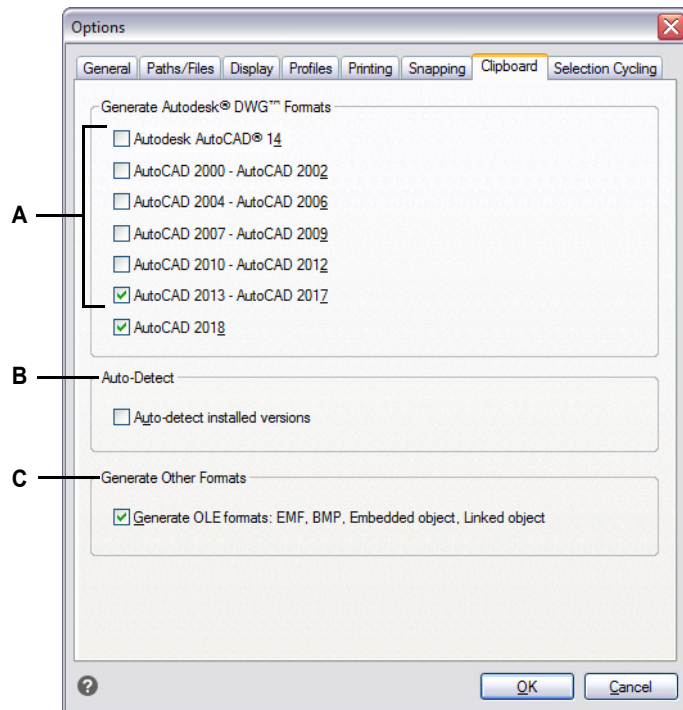 Options
General Paths/Files Display Profiles Printing Snapping Clipboard Selection Cycling
Generate Autodesk® DWG™ Formats
A
Autodesk AutoCAD® 14
AutoCAD 2000 - AutoCAD 2002
AutoCAD 2004 - AutoCAD 2006
AutoCAD 2007 - AutoCAD 2009
AutoCAD 2010 - AutoCAD 2012
AutoCAD 2013 - AutoCAD 2017
AutoCAD 2018
B
Auto-Detect
Auto-detect installed versions
C
Generate Other Formats
Generate OLE formats: EMF, BMP, Embedded object, Linked object
?
OK Cancel